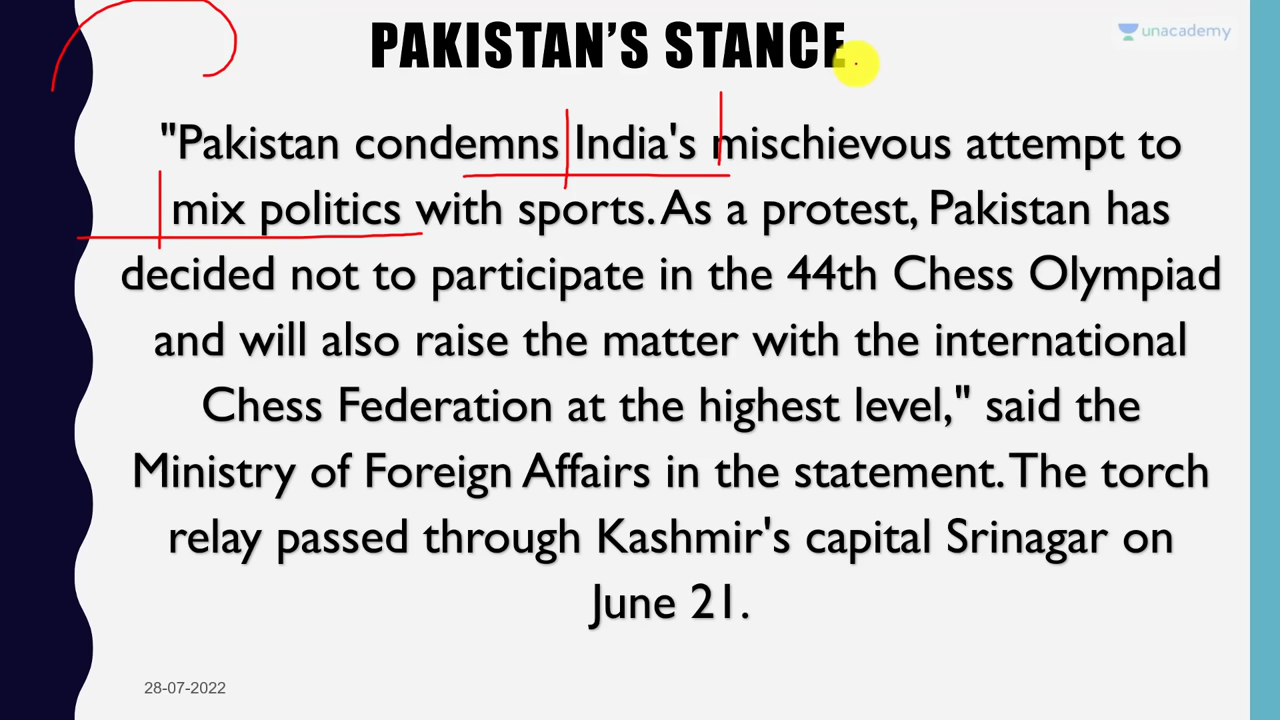 PAKISTAN’S STANCE
unacademy
"Pakistan condemns India's mischievous attempt to
mix politics with sports. As a protest, Pakistan has
decided not to participate in the 44th Chess Olympiad
and will also raise the matter with the international
Chess Federation at the highest level," said the
Ministry of Foreign Affairs in the statement. The torch
relay passed through Kashmir's capital Srinagar on
June 21.
28-07-2022